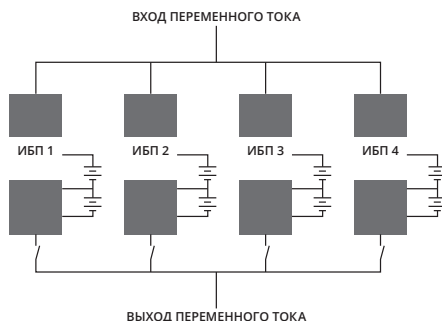 ВХОД ПЕРЕМЕННОГО ТОКА
ИБП 1
ИБП 2
ИБП 3
ИБП 4
ВЫХОД ПЕРЕМЕННОГО ТОКА